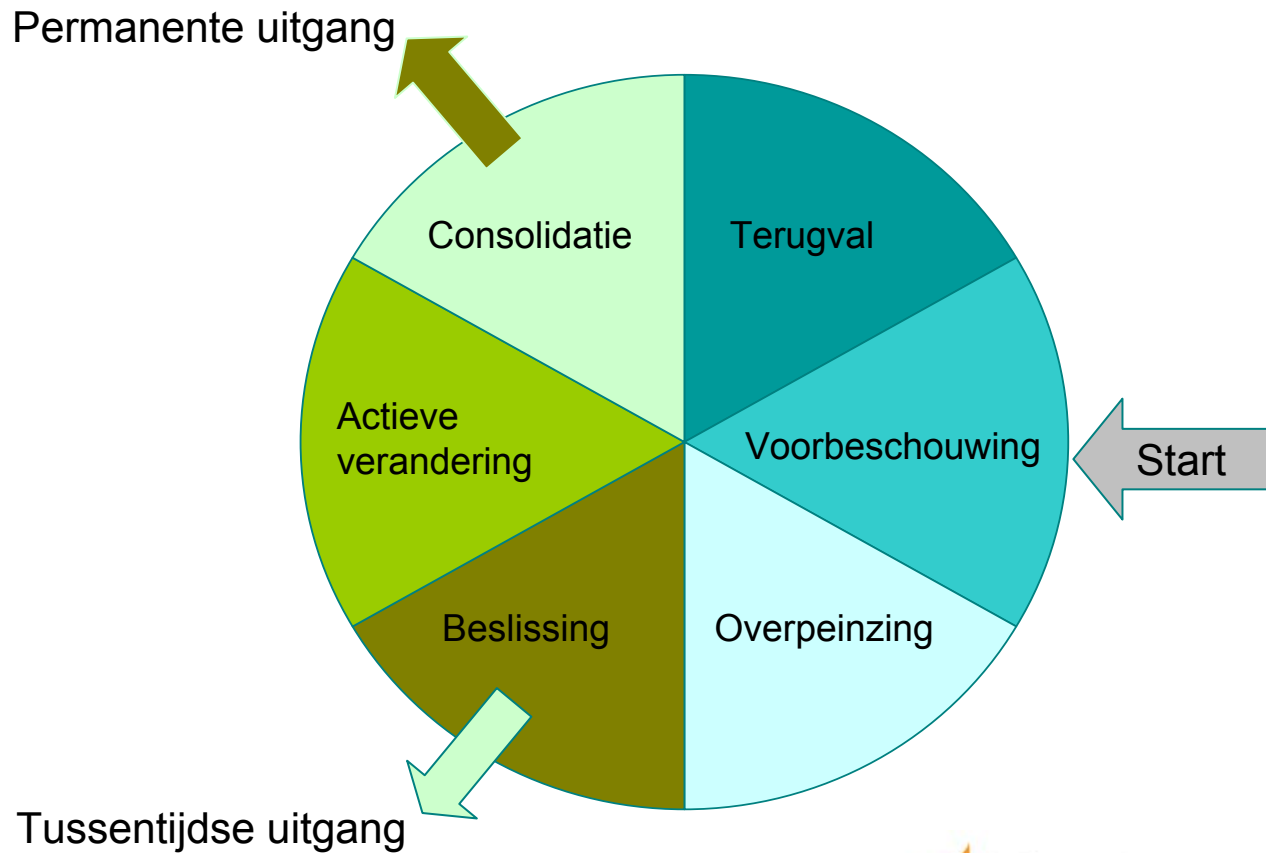 Permanente uitgang
Consolidatie
Terugval
Actieve
verandering
Voorbeschouwing
Start
Beslissing
Overpeinzing
Tussentijdse uitgang